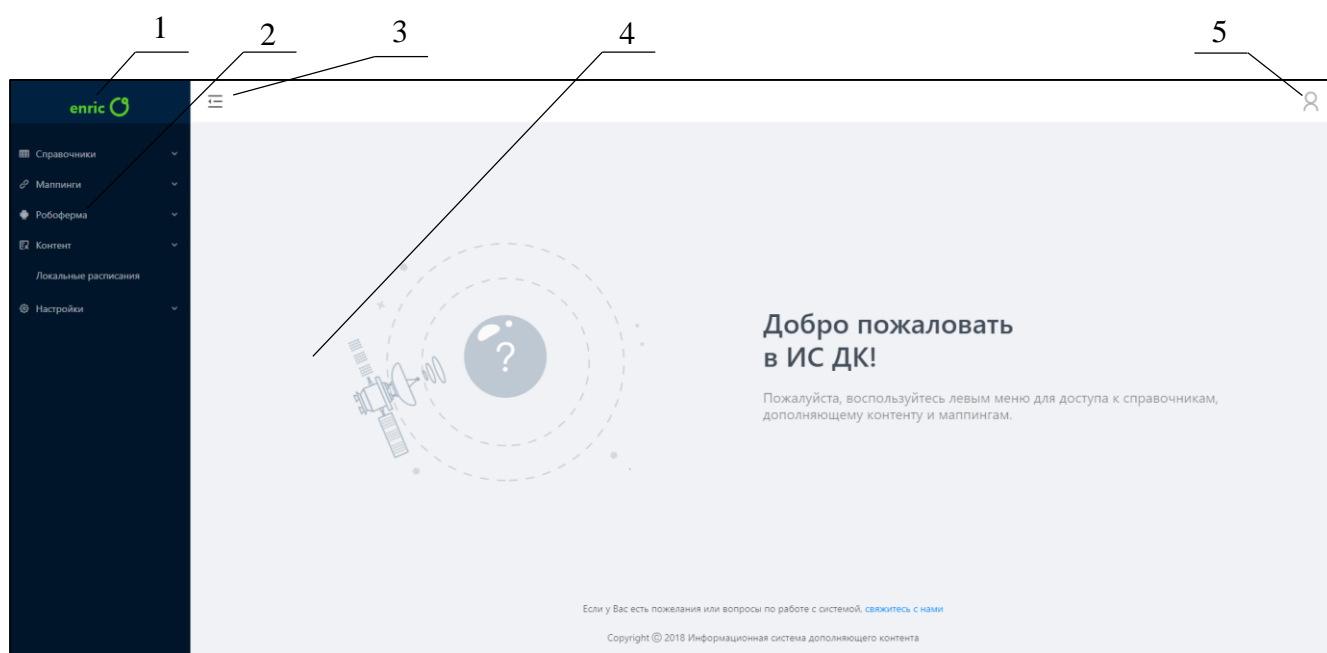 1
2
3
4
5
enric
Справочники
Маппинги
Робоферма
Контент
Локальные расписания
Настройки
?
Добро пожаловать
в ИС ДК!
Пожалуйста, воспользуйтесь левым меню для доступа к справочникам,
дополняющему контенту и маппингам.
Если у Вас есть пожелания или вопросы по работе с системой, свяжитесь с нами
Copyright © 2018 Информационная система дополняющего контента